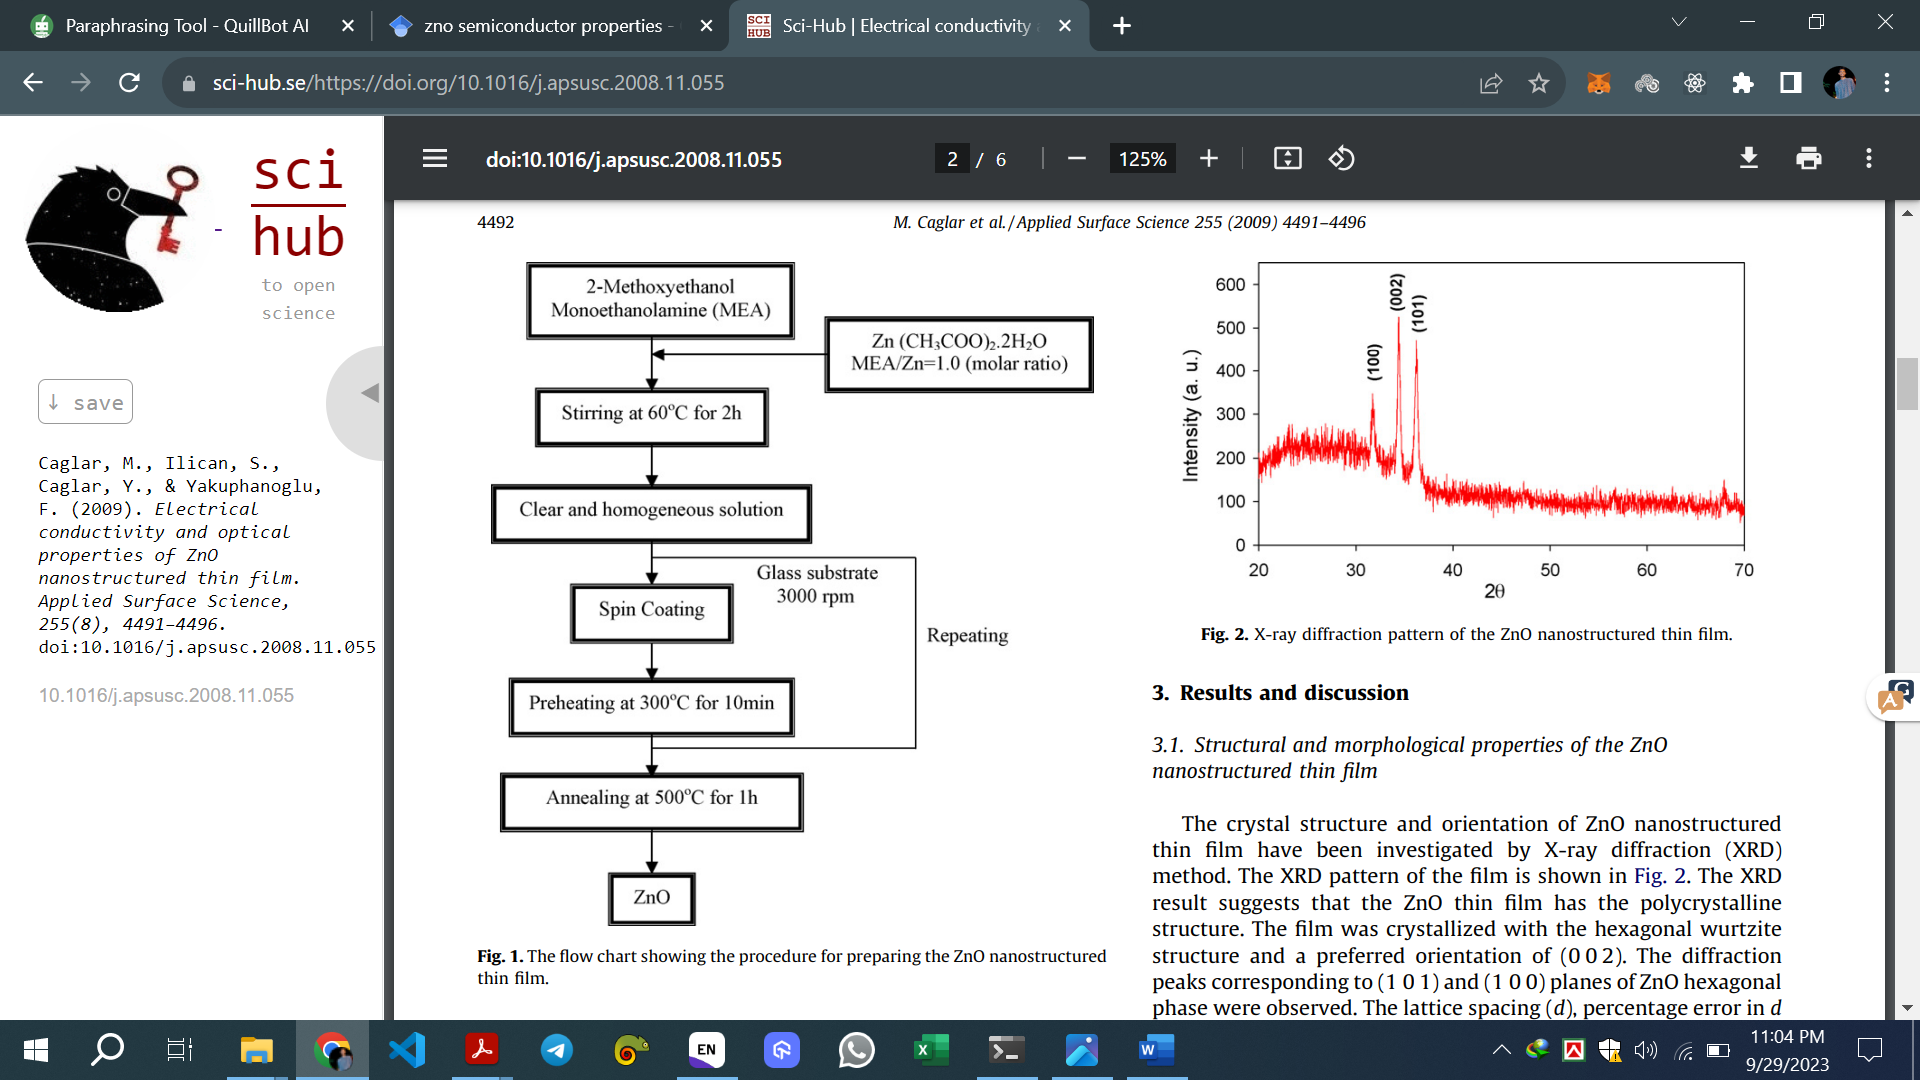 Paraphrasing Tool - QuillBot AI
zno semiconductor properties -
Sci-Hub | Electrical conductivity
sci-hub.se/https://doi.org/10.1016/j.apsusc.2008.11.055
sci
hub
to open
science
↓ save
Caglar, M., Ilican, S.,
Caglar, Y., & Yakuphanoglu,
F. (2009). Electrical
conductivity and optical
properties of ZnO
nanostructured thin film.
Applied Surface Science,
255(8), 4491–4496.
doi:10.1016/j.apsusc.2008.11.055
10.1016/j.apsusc.2008.11.055
doi:10.1016/j.apsusc.2008.11.055
2 / 6
125%
4492
M. Caglar et al. / Applied Surface Science 255 (2009) 4491–4496
2-Methoxyethanol
Monoethanolamine (MEA)
Zn (CH₃COO)₂.2H₂O
MEA/Zn=1.0 (molar ratio)
Stirring at 60°C for 2h
Clear and homogeneous solution
Glass substrate
3000 rpm
Spin Coating
Repeating
Preheating at 300°C for 10min
Annealing at 500°C for 1h
ZnO
Fig. 1. The flow chart showing the procedure for preparing the ZnO nanostructured
thin film.
Intensity (a. u.)
600
500
400
300
200
100
0
(100)
(002)
(101)
20 30 40 50 60 70
2θ
Fig. 2. X-ray diffraction pattern of the ZnO nanostructured thin film.
3. Results and discussion
3.1. Structural and morphological properties of the ZnO
nanostructured thin film
The crystal structure and orientation of ZnO nanostructured
thin film have been investigated by X-ray diffraction (XRD)
method. The XRD pattern of the film is shown in Fig. 2. The XRD
result suggests that the ZnO thin film has the polycrystalline
structure. The film was crystallized with the hexagonal wurtzite
structure and a preferred orientation of (0 0 2). The diffraction
peaks corresponding to (1 0 1) and (1 0 0) planes of ZnO hexagonal
phase were observed. The lattice spacing (d), percentage error in d
EN
11:04 PM
9/29/2023